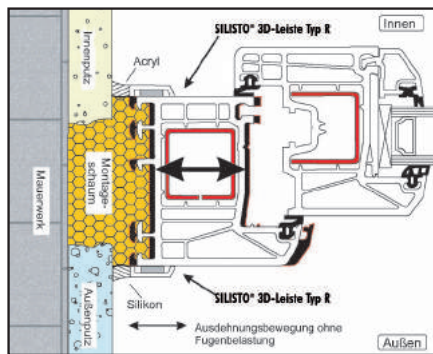 SILISTO® 3D-Leiste Typ R
Innen
Acryl
Innenputz
Montage-
schaum
Mauerwerk
Außenputz
Silikon
SILISTO® 3D-Leiste Typ R
Ausdehnungsbewegung ohne
Fugenbelastung
Außen